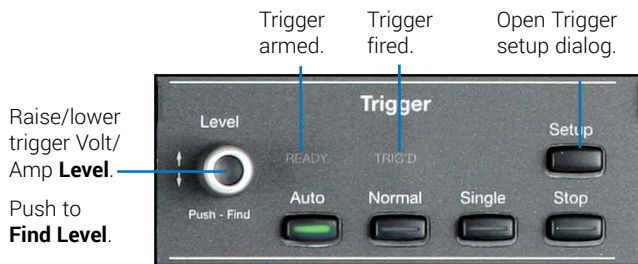 Trigger
armed.
Trigger
fired.
Open Trigger
setup dialog.
Raise/lower
trigger Volt/
Amp Level.
Push to
Find Level.
Trigger
Level
READY
TRIG'D
Setup
Push - Find
Auto
Normal
Single
Stop